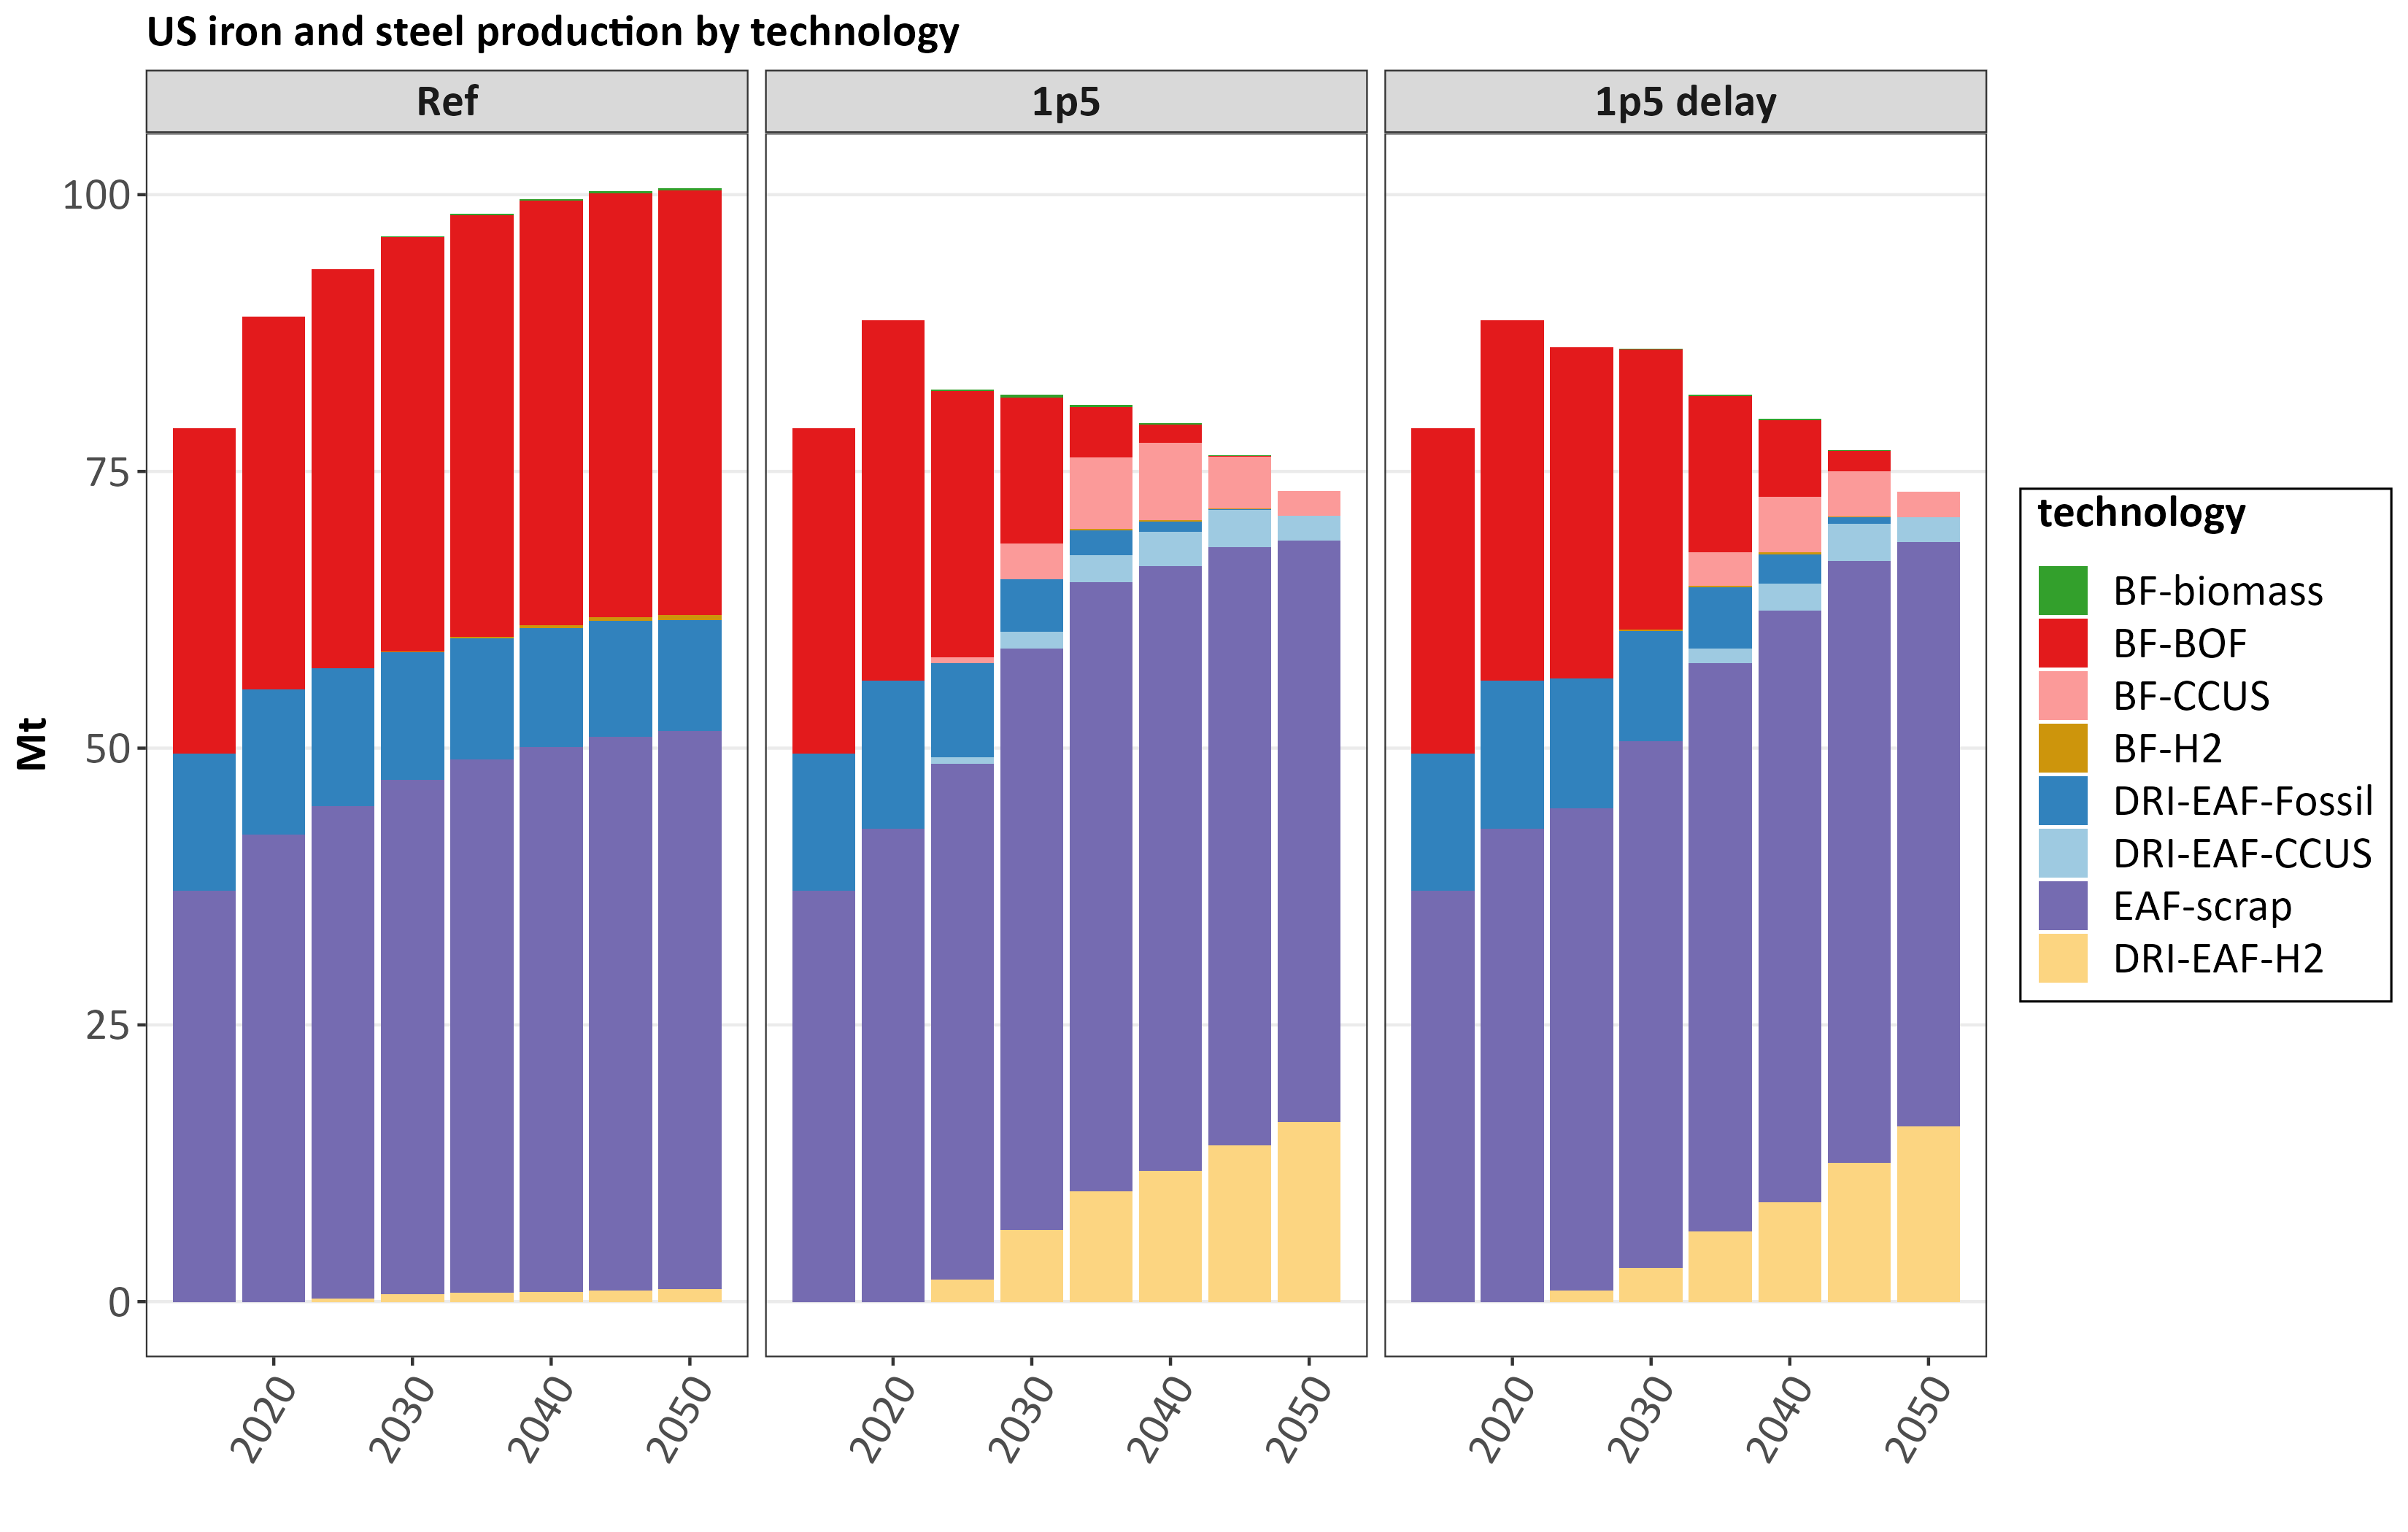 US iron and steel production by technology
Ref
1p5
1p5 delay
100
75
50
25
0
Mt
2020
2030
2040
2050
2020
2030
2040
2050
2020
2030
2040
2050
technology
BF-biomass
BF-BOF
BF-CCUS
BF-H2
DRI-EAF-Fossil
DRI-EAF-CCUS
EAF-scrap
DRI-EAF-H2